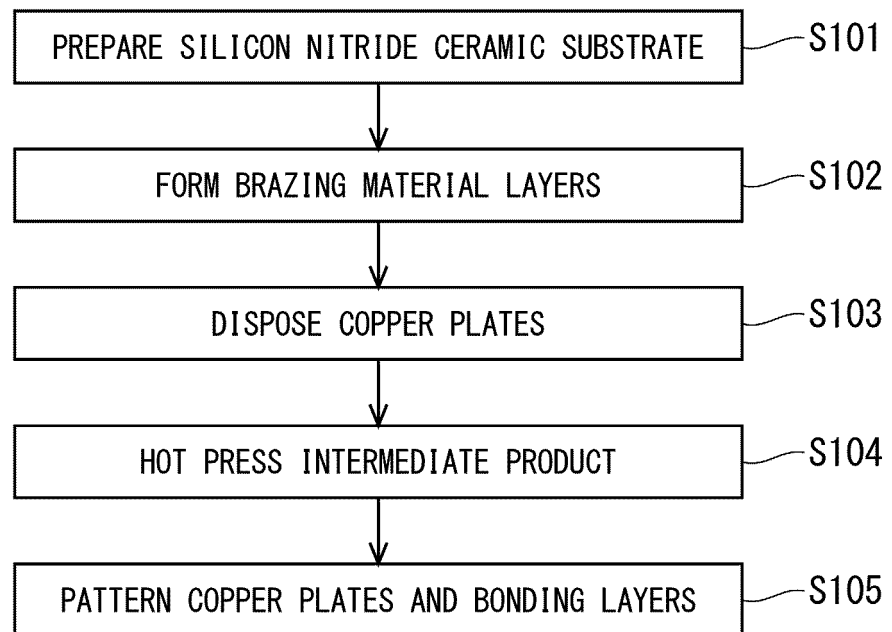 PREPARE SILICON NITRIDE CERAMIC SUBSTRATE S101
FORM BRAZING MATERIAL LAYERS S102
DISPOSE COPPER PLATES S103
HOT PRESS INTERMEDIATE PRODUCT S104
PATTERN COPPER PLATES AND BONDING LAYERS S105